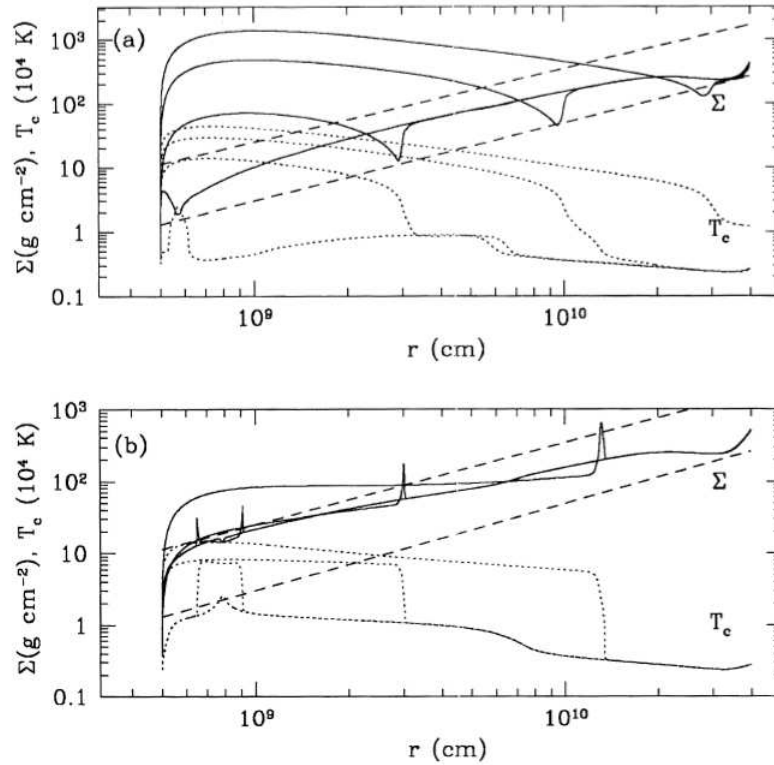 (a)
Σ(g cm⁻²), T_c (10⁴ K)
10³
10²
10
1
0.1
Σ
T_c
10⁹
10¹⁰
r (cm)
(b)
Σ(g cm⁻²), T_c (10⁴ K)
10³
10²
10
1
0.1
Σ
T_c
10⁹
10¹⁰
r (cm)